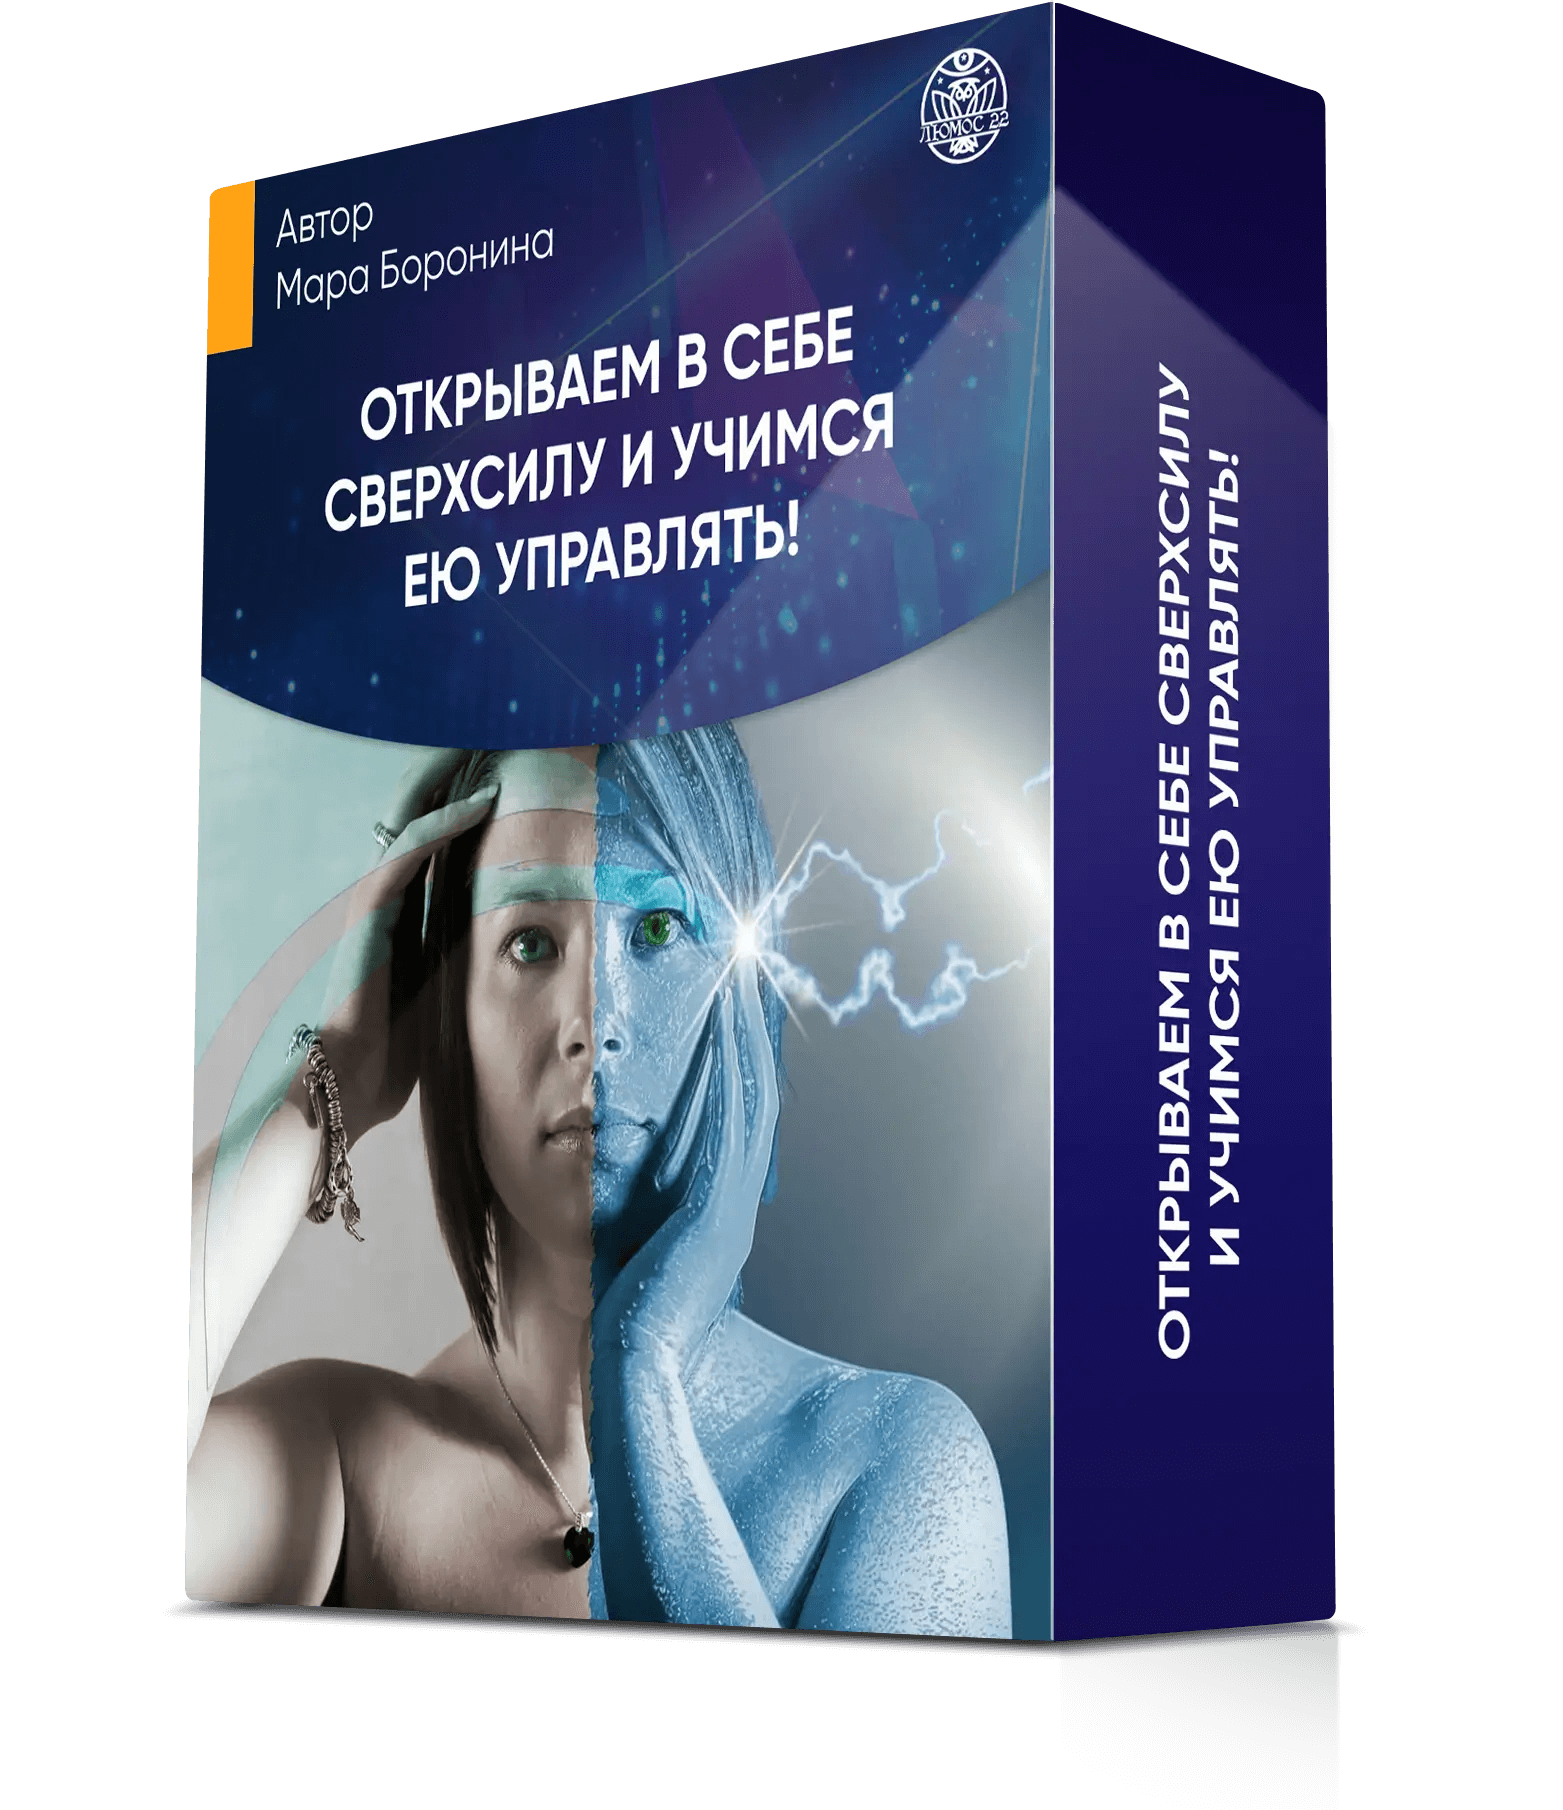 ЛЮМОС 22
Автор
Мара Боронина
ОТКРЫВАЕМ В СЕБЕ
СВЕРХСИЛУ И УЧИМСЯ
ЕЮ УПРАВЛЯТЬ!
ОТКРЫВАЕМ В СЕБЕ СВЕРХСИЛУ
И УЧИМСЯ ЕЮ УПРАВЛЯТЬ!